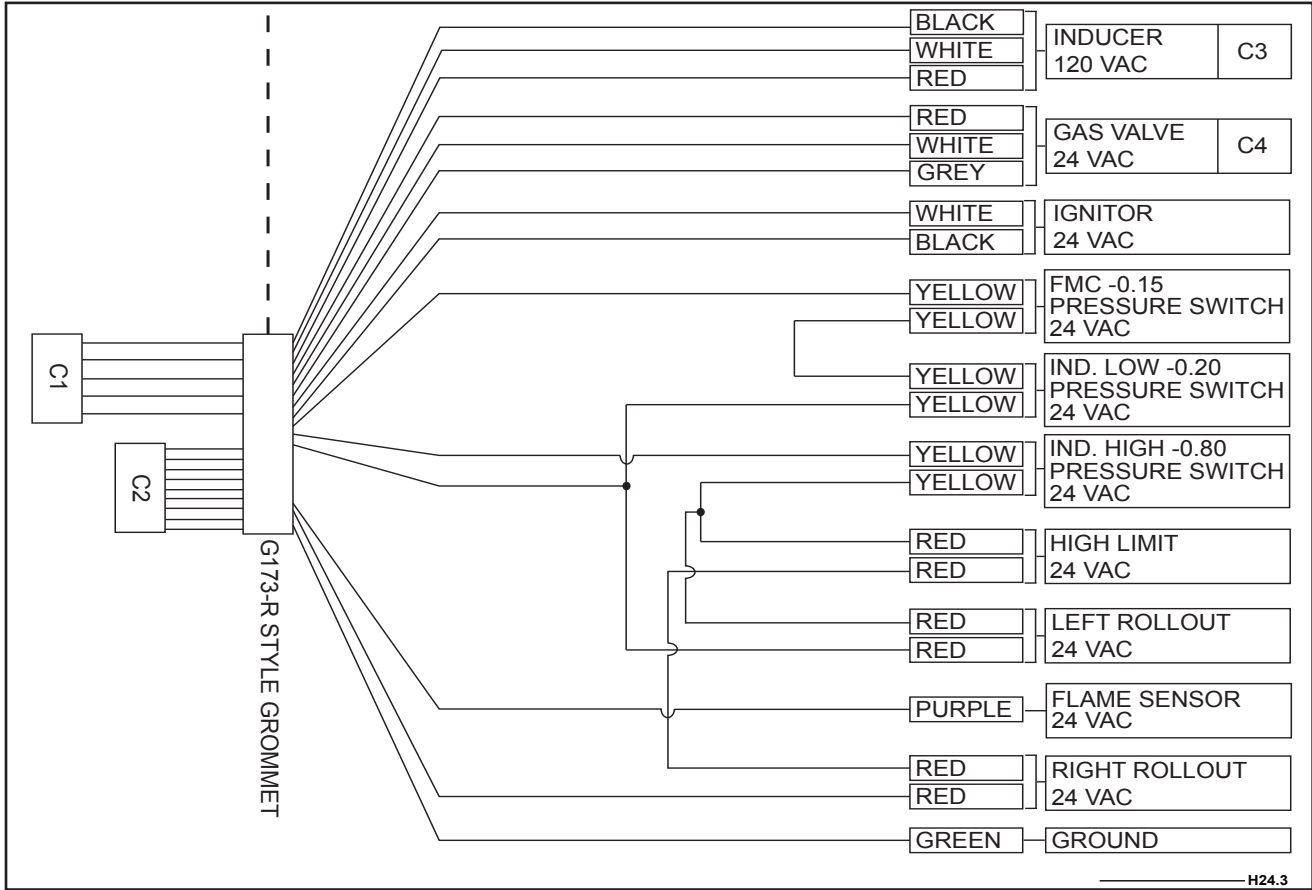 BLACK
WHITE
RED
INDUCER
120 VAC
C3
RED
WHITE
GREY
GAS VALVE
24 VAC
C4
WHITE
BLACK
IGNITOR
24 VAC
YELLOW
YELLOW
FMC -0.15
PRESSURE SWITCH
24 VAC
YELLOW
YELLOW
IND. LOW -0.20
PRESSURE SWITCH
24 VAC
YELLOW
YELLOW
IND. HIGH -0.80
PRESSURE SWITCH
24 VAC
RED
RED
HIGH LIMIT
24 VAC
RED
RED
LEFT ROLLOUT
24 VAC
PURPLE
FLAME SENSOR
24 VAC
RED
RED
RIGHT ROLLOUT
24 VAC
GREEN
GROUND
C1
C2
G173-R STYLE GROMMET
H24.3